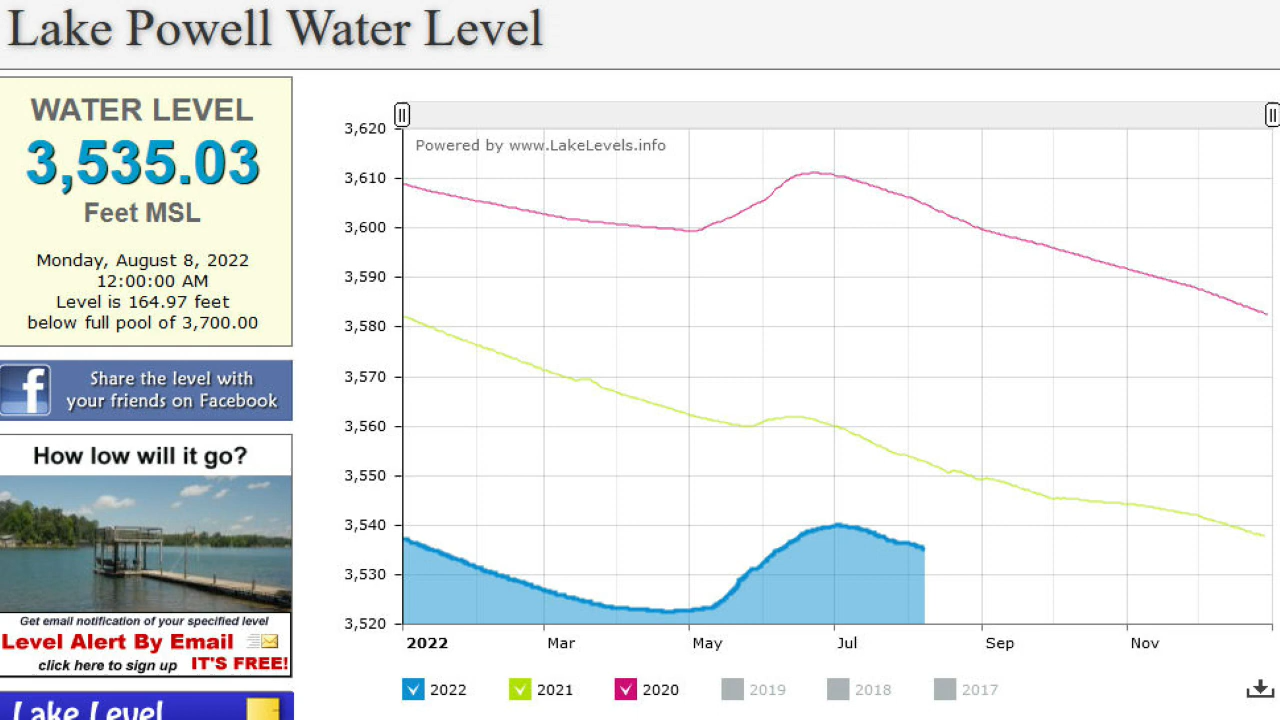 Lake Powell Water Level
WATER LEVEL
3,535.03
Feet MSL
Monday, August 8, 2022
12:00:00 AM
Level is 164.97 feet
below full pool of 3,700.00
f Share the level with
your friends on Facebook
How low will it go?
Get email notification of your specified level
Level Alert By Email
click here to sign up IT'S FREE!
Lake Level
Powered by www.LakeLevels.info
3,620
3,610
3,600
3,590
3,580
3,570
3,560
3,550
3,540
3,530
3,520
2022 Mar May Jul Sep Nov
2022 2021 2020 2019 2018 2017